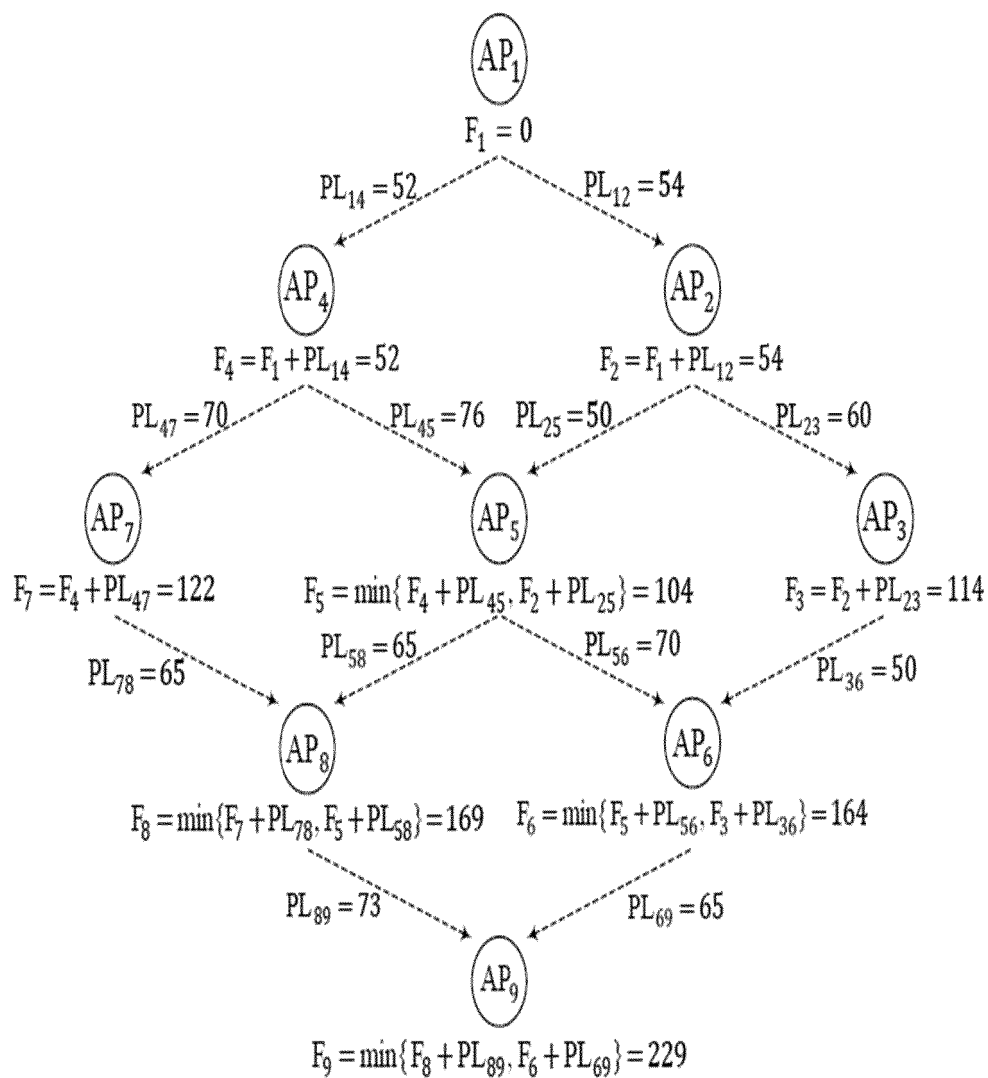 AP₁
F₁ = 0
PL₁₄ = 52
PL₁₂ = 54
AP₄
AP₂
F₄ = F₁ + PL₁₄ = 52
F₂ = F₁ + PL₁₂ = 54
PL₄₇ = 70
PL₄₅ = 76
PL₂₅ = 50
PL₂₃ = 60
AP₇
AP₅
AP₃
F₇ = F₄ + PL₄₇ = 122
F₅ = min{ F₄ + PL₄₅, F₂ + PL₂₅} = 104
F₃ = F₂ + PL₂₃ = 114
PL₇₈ = 65
PL₅₈ = 65
PL₅₆ = 70
PL₃₆ = 50
AP₈
AP₆
F₈ = min{F₇ + PL₇₈, F₅ + PL₅₈} = 169
F₆ = min{F₅ + PL₅₆, F₃ + PL₃₆} = 164
PL₈₉ = 73
PL₆₉ = 65
AP₉
F₉ = min{F₈ + PL₈₉, F₆ + PL₆₉} = 229